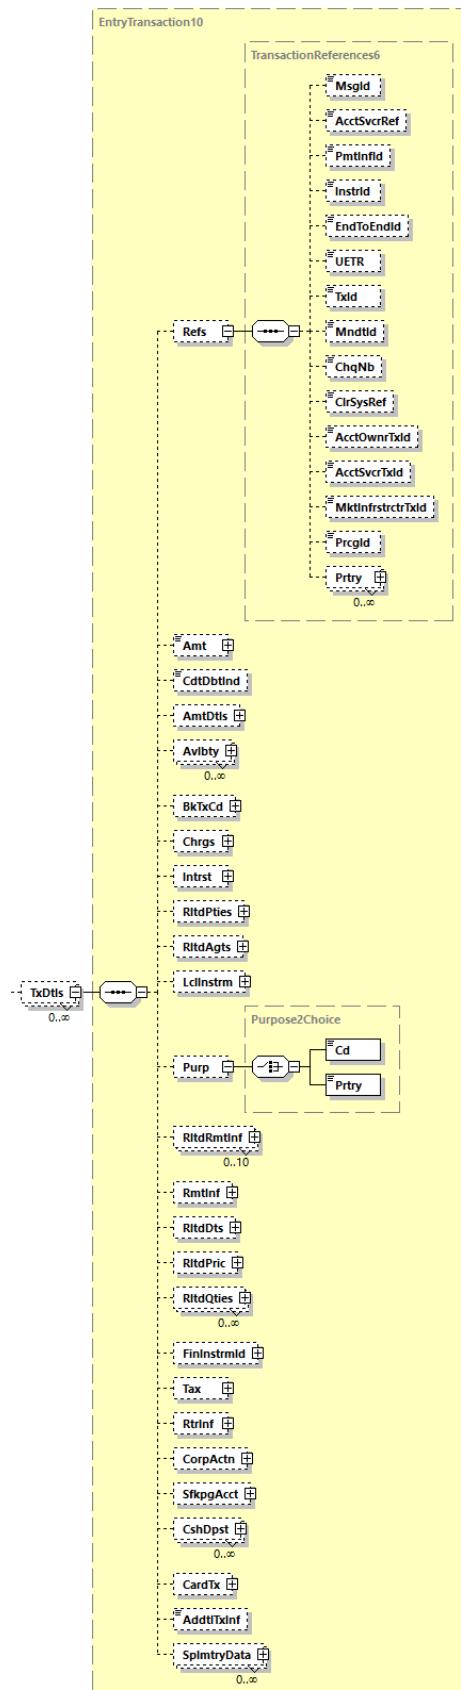 EntryTransaction10
TransactionReferences6
MsgId
AcctSvcrRef
PmtInfId
InstrId
EndToEndId
UETR
TxId
Refs
MndtId
ChqNb
ClrSysRef
AcctOwnrTxId
AcctSvcrTxId
MktInfrstrctrTxId
PrcgId
Prtry
0..∞
Amt
CdtDbtInd
AmtDtls
Avlbty
0..∞
BkTxCd
Chrgs
Intrst
RltdPties
RltdAgts
LclInstrm
TxDtls
0..∞
Purpose2Choice
Cd
Purp
Prtry
RltdRmtInf
0..10
RmtInf
RltdDts
RltdPric
RltdQties
0..∞
FinInstrmId
Tax
RtrInf
CorpActn
SfkpgAcct
CshDpst
0..∞
CardTx
AddtlTxInf
SplmtryData
0..∞